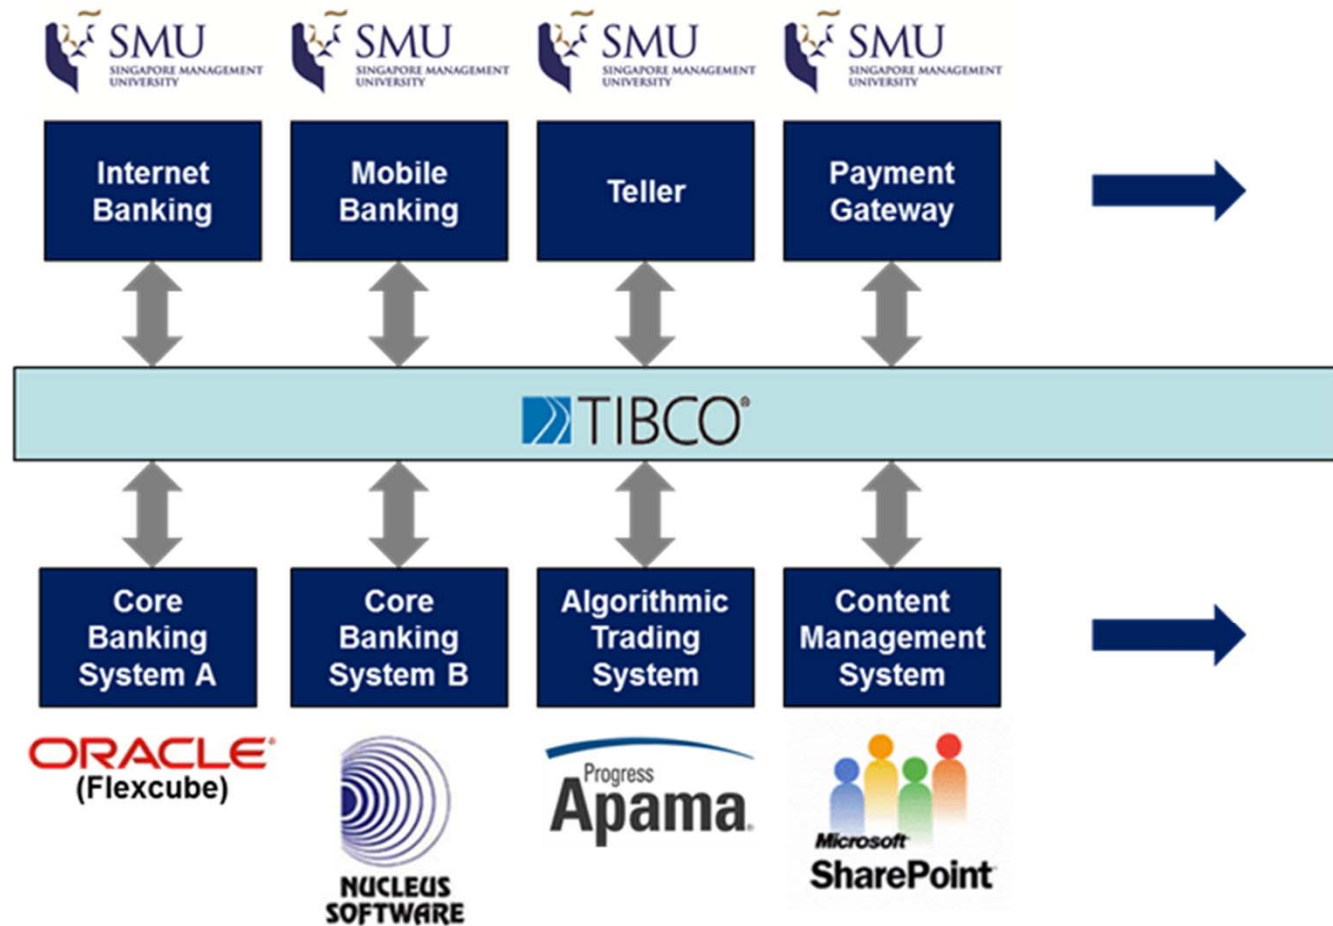 SMU
SINGAPORE MANAGEMENT
UNIVERSITY
SMU
SINGAPORE MANAGEMENT
UNIVERSITY
SMU
SINGAPORE MANAGEMENT
UNIVERSITY
SMU
SINGAPORE MANAGEMENT
UNIVERSITY
Internet
Banking
Mobile
Banking
Teller
Payment
Gateway
TIBCO®
Core
Banking
System A
Core
Banking
System B
Algorithmic
Trading
System
Content
Management
System
ORACLE®
(Flexcube)
NUCLEUS
SOFTWARE
Progress
Apama®
Microsoft
SharePoint